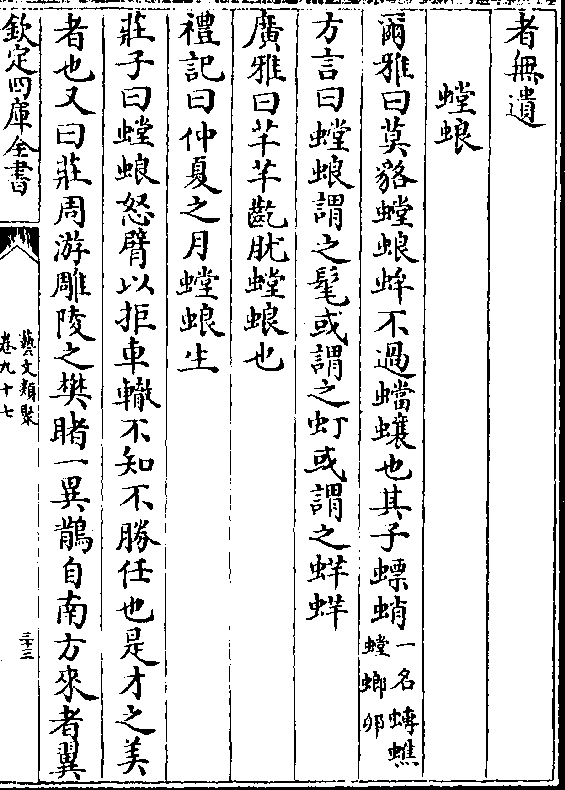 者無遺
螳蜋
爾雅曰莫貉螳蜋蛑不過蟷蠰也其子螵蛸一名䗚蟭螳螂卵
方言曰螳蜋謂之髦或謂之虰或謂之蛘蛘
廣雅曰芊芊齕肬螳蜋也
禮記曰仲夏之月螳蜋生
莊子曰螳蜋怒臂以拒車轍不知不勝任也是才之美
者也又曰莊周游雕陵之樊睹一異鵲自南方來者翼
欽定四庫全書
藝文類聚
卷九十七
三十三